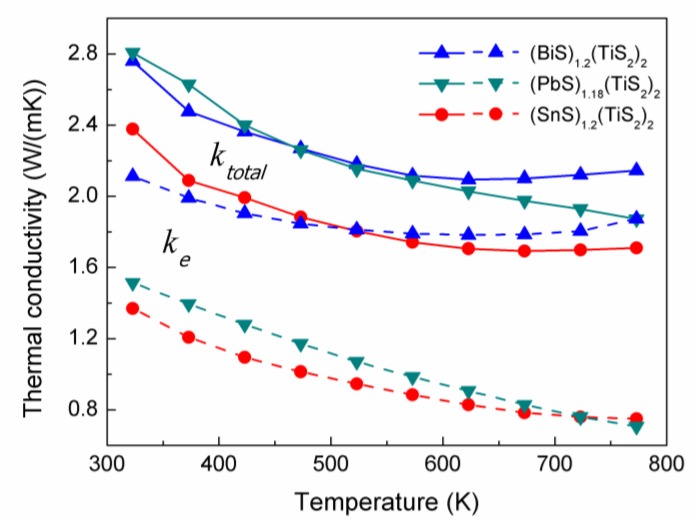 Thermal conductivity (W/(mK))
2.8
2.4
2.0
1.6
1.2
0.8
(BiS)1.2(TiS2)2
(PbS)1.18(TiS2)2
(SnS)1.2(TiS2)2
ktotal
ke
300 400 500 600 700 800
Temperature (K)